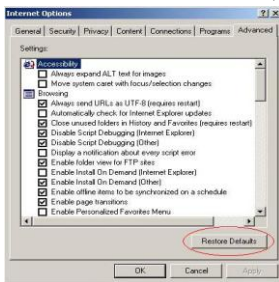 Internet Options
General Security Privacy Content Connections Programs Advanced
Settings:
Accessibility
Always expand ALT text for images
Move system caret with focus/selection changes
Browsing
Always send URLs as UTF-8 (requires restart)
Automatically check for Internet Explorer updates
Close unused folders in History and Favorites (requires restart)
Disable Script Debugging (Internet Explorer)
Disable Script Debugging (Other)
Display a notification about every script error
Enable folder view for FTP sites
Enable Install On Demand (Internet Explorer)
Enable Install On Demand (Other)
Enable offline items to be synchronized on a schedule
Enable page transitions
Enable Personalized Favorites Menu
Restore Defaults
OK Cancel Apply